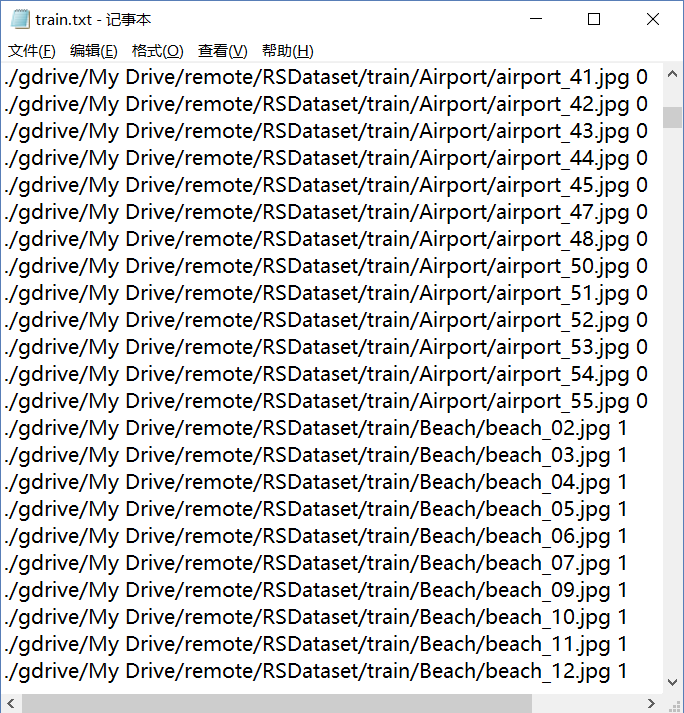 train.txt - 记事本
文件(F) 编辑(E) 格式(O) 查看(V) 帮助(H)
./gdrive/My Drive/remote/RSDataset/train/Airport/airport_41.jpg 0
./gdrive/My Drive/remote/RSDataset/train/Airport/airport_42.jpg 0
./gdrive/My Drive/remote/RSDataset/train/Airport/airport_43.jpg 0
./gdrive/My Drive/remote/RSDataset/train/Airport/airport_44.jpg 0
./gdrive/My Drive/remote/RSDataset/train/Airport/airport_45.jpg 0
./gdrive/My Drive/remote/RSDataset/train/Airport/airport_47.jpg 0
./gdrive/My Drive/remote/RSDataset/train/Airport/airport_48.jpg 0
./gdrive/My Drive/remote/RSDataset/train/Airport/airport_50.jpg 0
./gdrive/My Drive/remote/RSDataset/train/Airport/airport_51.jpg 0
./gdrive/My Drive/remote/RSDataset/train/Airport/airport_52.jpg 0
./gdrive/My Drive/remote/RSDataset/train/Airport/airport_53.jpg 0
./gdrive/My Drive/remote/RSDataset/train/Airport/airport_54.jpg 0
./gdrive/My Drive/remote/RSDataset/train/Airport/airport_55.jpg 0
./gdrive/My Drive/remote/RSDataset/train/Beach/beach_02.jpg 1
./gdrive/My Drive/remote/RSDataset/train/Beach/beach_03.jpg 1
./gdrive/My Drive/remote/RSDataset/train/Beach/beach_04.jpg 1
./gdrive/My Drive/remote/RSDataset/train/Beach/beach_05.jpg 1
./gdrive/My Drive/remote/RSDataset/train/Beach/beach_06.jpg 1
./gdrive/My Drive/remote/RSDataset/train/Beach/beach_07.jpg 1
./gdrive/My Drive/remote/RSDataset/train/Beach/beach_09.jpg 1
./gdrive/My Drive/remote/RSDataset/train/Beach/beach_10.jpg 1
./gdrive/My Drive/remote/RSDataset/train/Beach/beach_11.jpg 1
./gdrive/My Drive/remote/RSDataset/train/Beach/beach_12.jpg 1